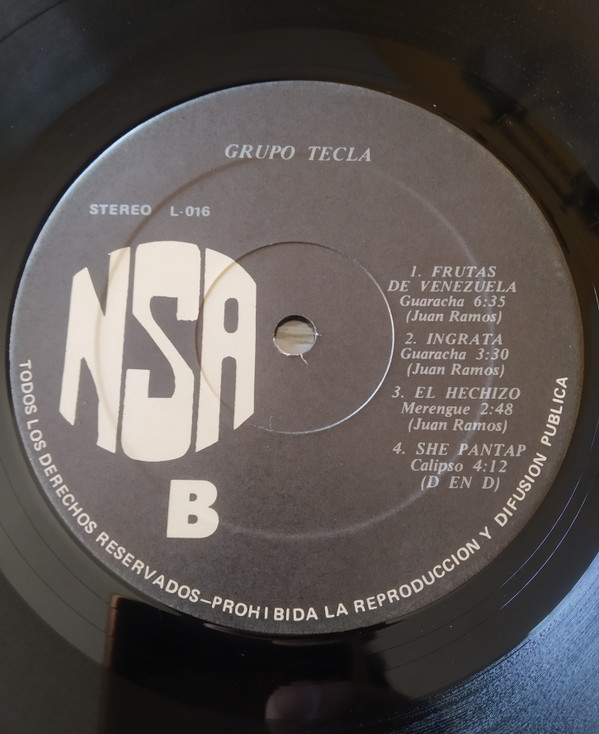 GRUPO TECLA
STEREO L-016
NSA
B
1. FRUTAS
DE VENEZUELA
Guaracha 6:35
(Juan Ramos)
2. INGRATA
Guaracha 3:30
(Juan Ramos)
3. EL HECHIZO
Merengue 2:48
(Juan Ramos)
4. SHE PANTAP
Calipso 4:12
(D EN D)
TODOS LOS DERECHOS RESERVADOS—PROHIBIDA LA REPRODUCCION Y DIFUSION PUBLICA